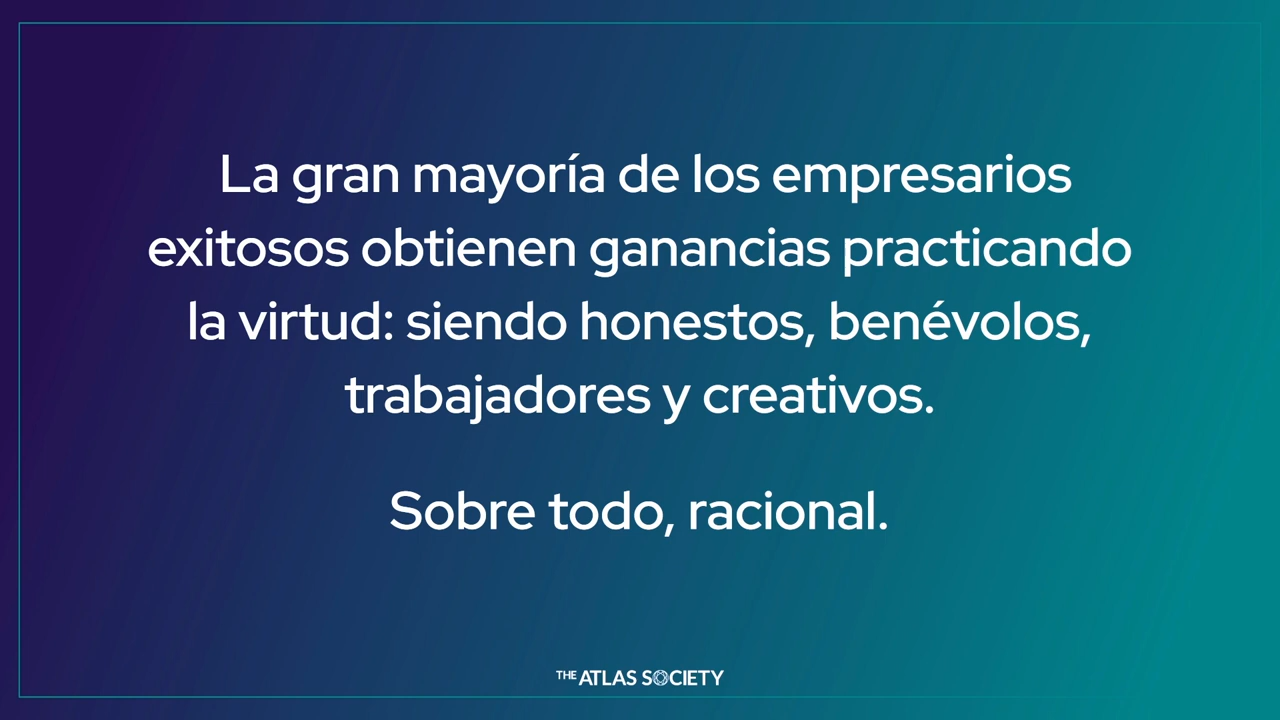 La gran mayoría de los empresarios
exitosos obtienen ganancias practicando
la virtud: siendo honestos, benévolos,
trabajadores y creativos.
Sobre todo, racional.
THE ATLAS SOCIETY